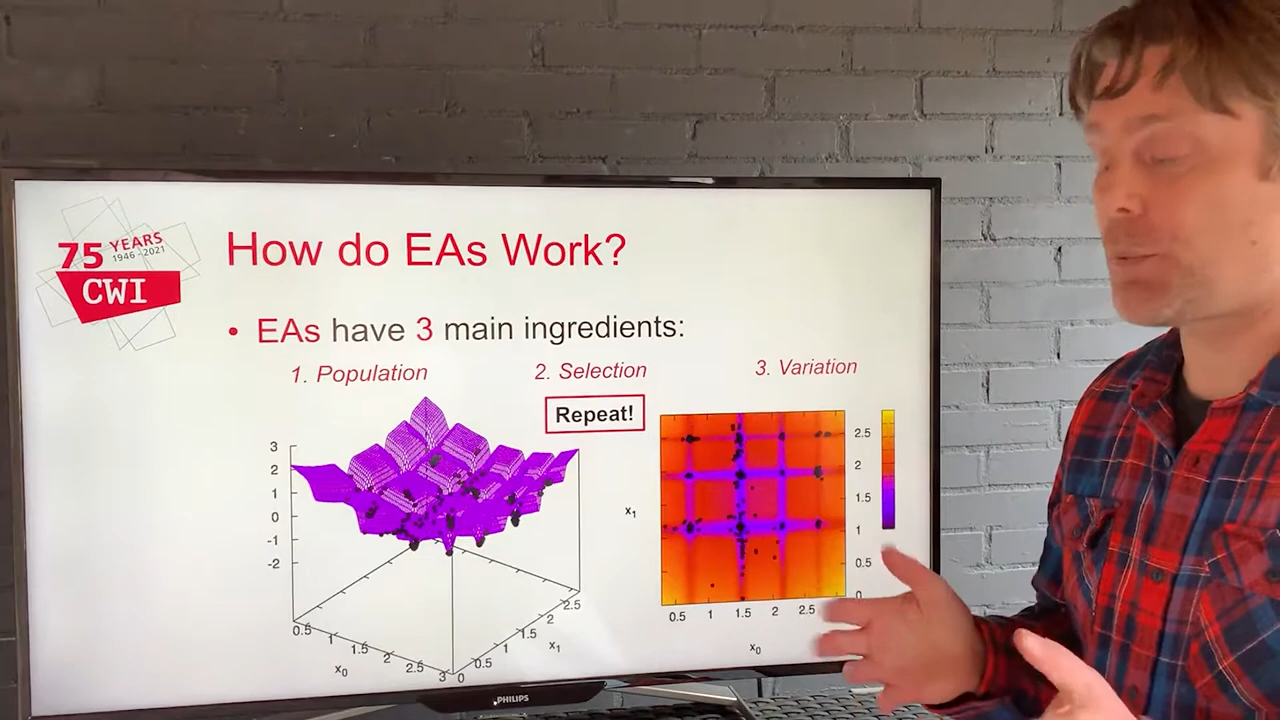 75 YEARS
1946 - 2021
CWI
How do EAs Work?
• EAs have 3 main ingredients:
1. Population
2. Selection
3. Variation
Repeat!
3
2
1
0
-1
-2
0.5
1
1.5
2
2.5
3
x0
0
0.5
1
1.5
2
2.5
x1
x1
2.5
2
1.5
1
0.5
0
0.5
1
1.5
2
2.5
x0
PHILIPS